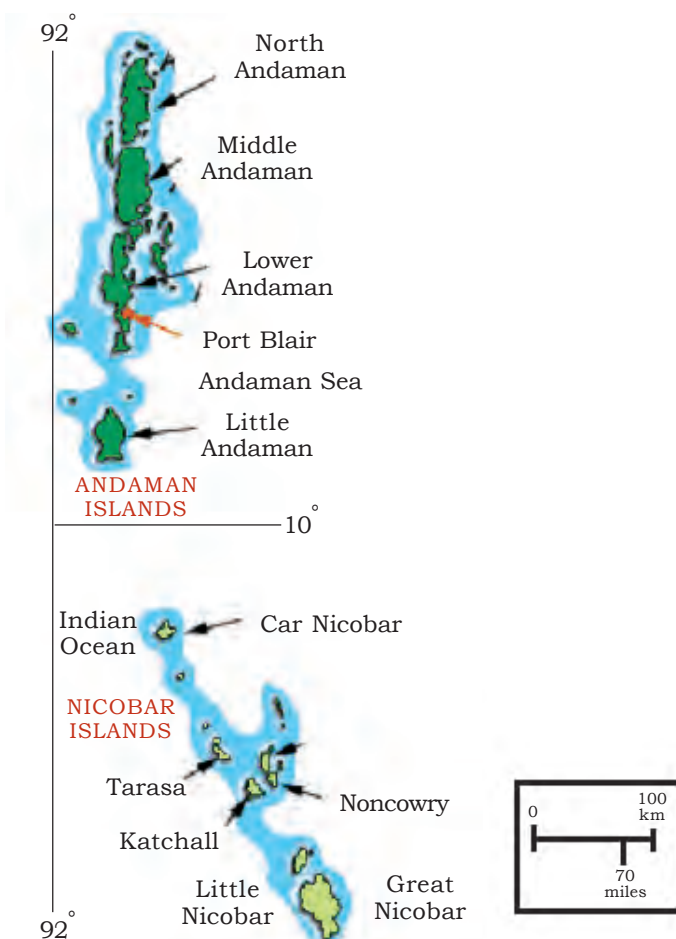 92°
North
Andaman
Middle
Andaman
Lower
Andaman
Port Blair
Andaman Sea
Little
Andaman
ANDAMAN
ISLANDS
10°
Indian
Ocean
Car Nicobar
NICOBAR
ISLANDS
Tarasa
Noncowry
Katchall
Little
Nicobar
Great
Nicobar
92°
0
100
km
70
miles